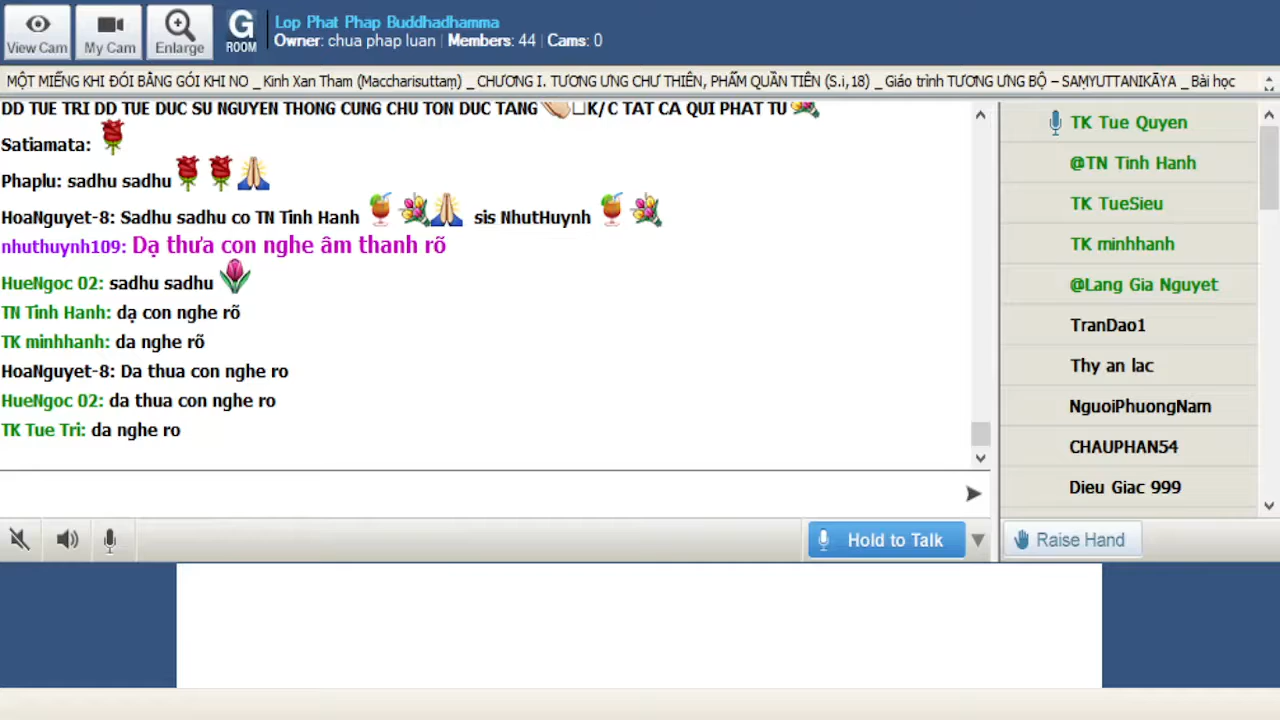 View Cam
My Cam
Enlarge
G
ROOM
Lop Phat Phap Buddhadhamma
Owner: chua phap luan | Members: 44 | Cams: 0
MỘT MIẾNG KHI ĐÓI BẰNG GÓI KHI NO _ Kinh Xan Tham (Maccharisuttaṃ) _ CHƯƠNG I. TƯƠNG ƯNG CHƯ THIÊN, PHẨM QUẦN TIÊN (S.i,18) _ Giáo trình TƯƠNG ƯNG BỘ – SAṂYUTTANIKĀYA _ Bài học
DD TUE TRI DD TUE DUC SU NGUYEN THONG CUNG CHU TON DUC TANG K/C TAT CA QUI PHAT TU
Satiamata:
Phaplu: sadhu sadhu
HoaNguyet-8: Sadhu sadhu co TN Tinh Hanh sis NhutHuynh
nhuthuynh109: Dạ thưa con nghe âm thanh rõ
HueNgoc 02: sadhu sadhu
TN Tinh Hanh: dạ con nghe rõ
TK minhhanh: da nghe rõ
HoaNguyet-8: Da thua con nghe ro
HueNgoc 02: da thua con nghe ro
TK Tue Tri: da nghe ro
TK Tue Quyen
@TN Tinh Hanh
TK TueSieu
TK minhhanh
@Lang Gia Nguyet
TranDao1
Thy an lac
NguoiPhuongNam
CHAUPHAN54
Dieu Giac 999
Hold to Talk
Raise Hand